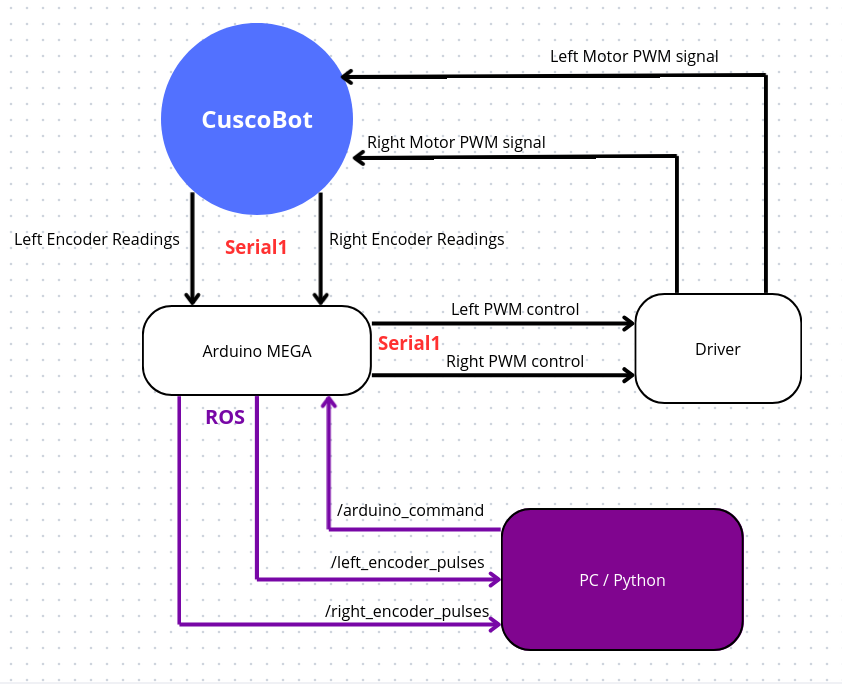 Left Motor PWM signal
CuscoBot
Right Motor PWM signal
Left Encoder Readings
Serial1
Right Encoder Readings
Left PWM control
Arduino MEGA
Serial1
Driver
Right PWM control
ROS
/arduino_command
/left_encoder_pulses
PC / Python
/right_encoder_pulses